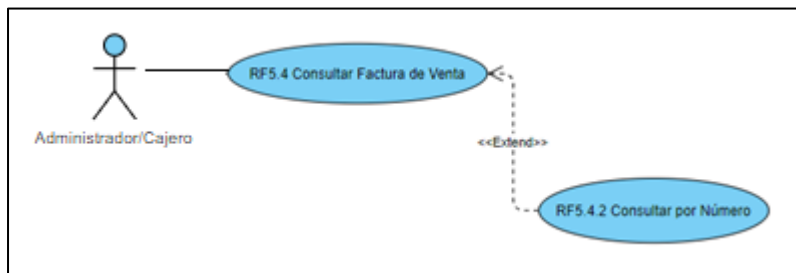 RF5.4 Consultar Factura de Venta
Administrador/Cajero
<<Extend>>
RF5.4.2 Consultar por Número